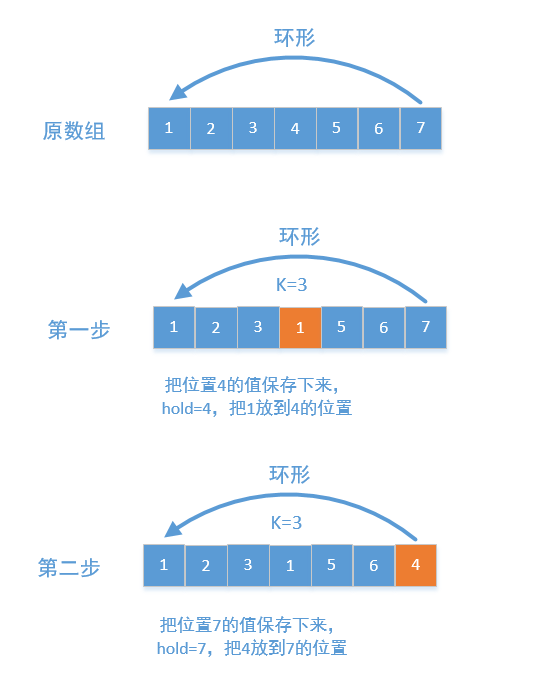 环形
原数组
1 2 3 4 5 6 7
环形
K=3
第一步
1 2 3 1 5 6 7
把位置4的值保存下来，
hold=4，把1放到4的位置
环形
K=3
第二步
1 2 3 1 5 6 4
把位置7的值保存下来，
hold=7，把4放到7的位置